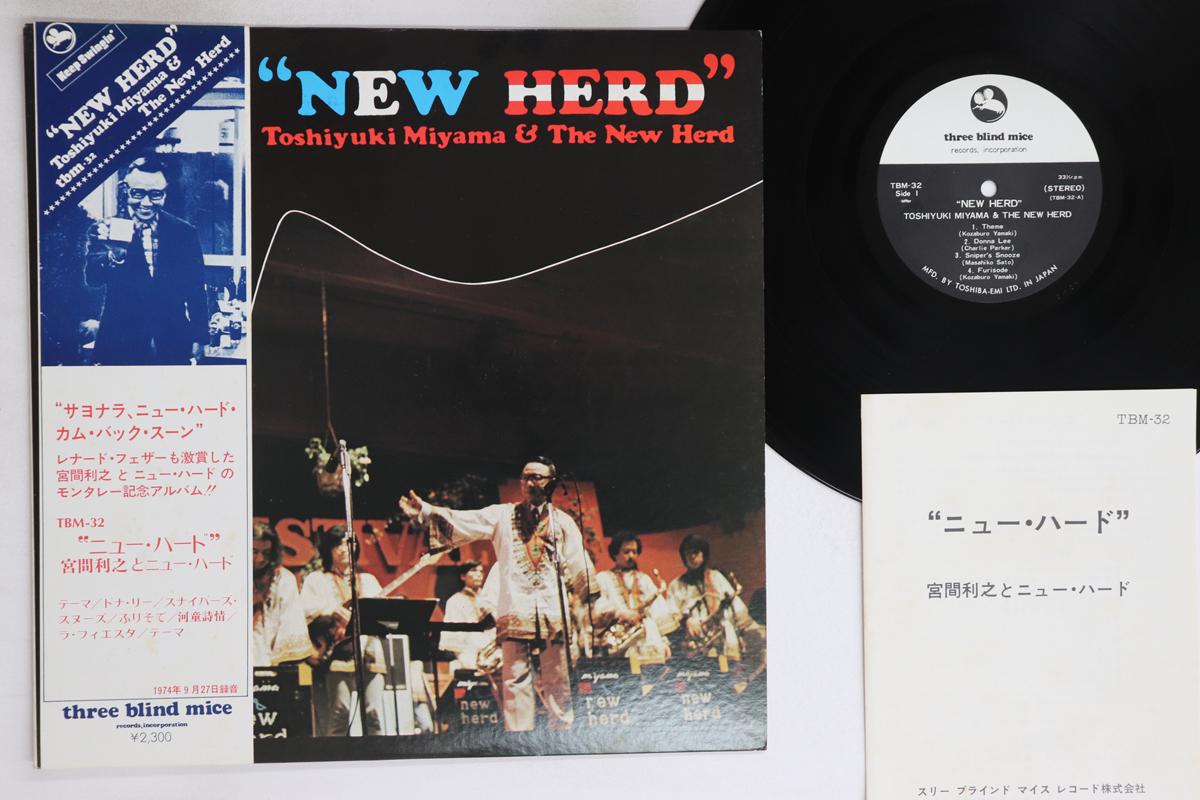 Keep Swingin'
"NEW HERD"
Toshiyuki Miyama &
The New Herd
tbm-32
"サヨナラ、ニュー・ハード・
カム・バック・スーン"
レナード・フェザーも激賞した
宮間利之 と ニュー・ハード の
モンタレー記念アルバム!!
TBM-32
"ニュー・ハード"
宮間利之とニュー・ハード
テーマ/ドナ・リー/スナイパーズ・
スヌーズ/ふりそで/河童詩情/
ラ・フィエスタ/テーマ
1974年9月27日録音
three blind mice
records, incorporation
¥2,300
"NEW HERD"
Toshiyuki Miyama & The New Herd
STIVA
miyama
new
herd
miyama
new
herd
new
herd
three blind mice
records, incorporation
TBM-32
Side 1
33⅓r.p.m.
(STEREO)
(TBM-32-A)
"NEW HERD"
TOSHIYUKI MIYAMA & THE NEW HERD
1. Theme
(Kozaburo Yamaki)
2. Donna Lee
(Charlie Parker)
3. Sniper's Snooze
(Masahiko Sato)
4. Furisode
(Kozaburo Yamaki)
MFD. BY TOSHIBA-EMI LTD. IN JAPAN
TBM-32
"ニュー・ハード"
宮間利之とニュー・ハード
スリー ブラインド マイス レコード株式会社